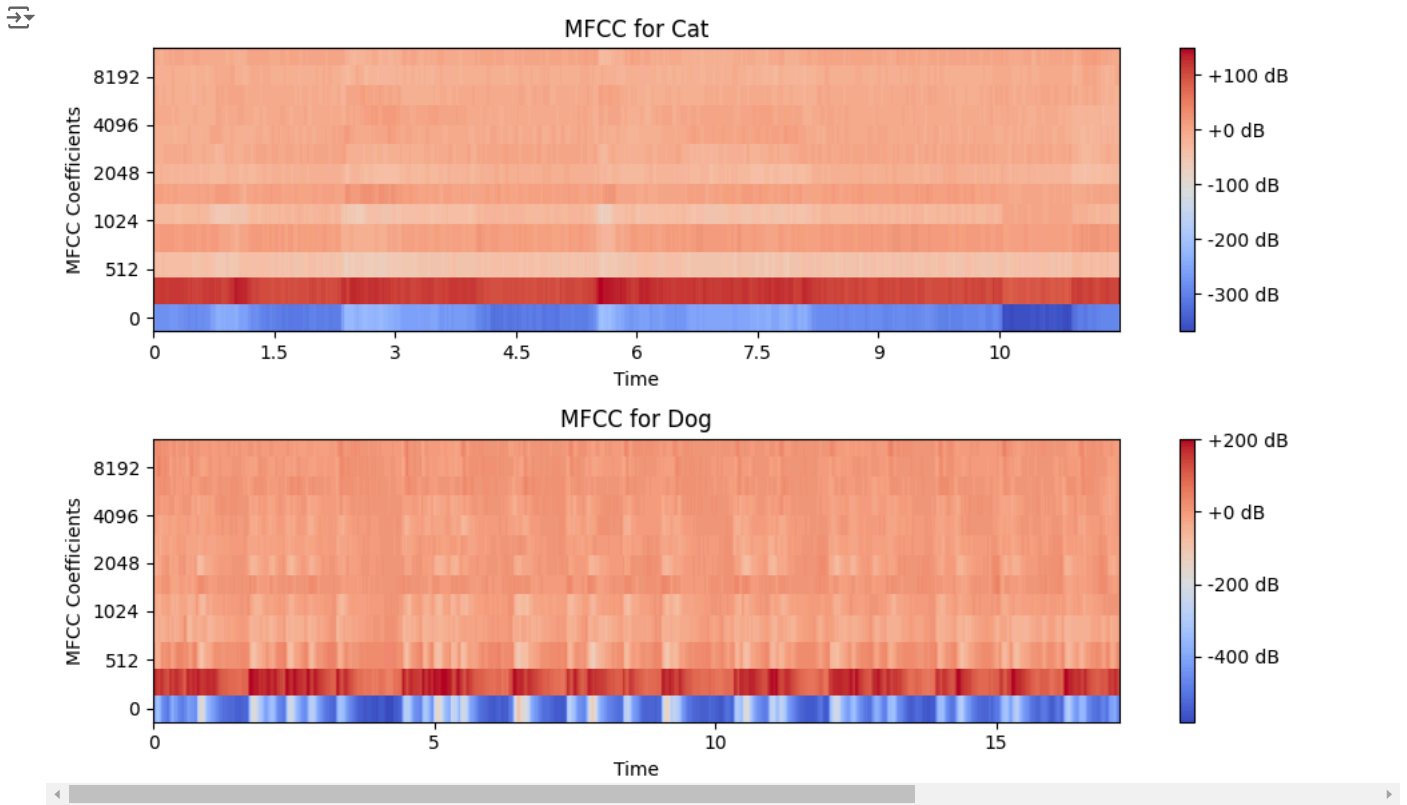 MFCC for Cat
MFCC Coefficients
8192
4096
2048
1024
512
0
0 1.5 3 4.5 6 7.5 9 10
Time
+100 dB
+0 dB
-100 dB
-200 dB
-300 dB
MFCC for Dog
MFCC Coefficients
8192
4096
2048
1024
512
0
0 5 10 15
Time
+200 dB
+0 dB
-200 dB
-400 dB